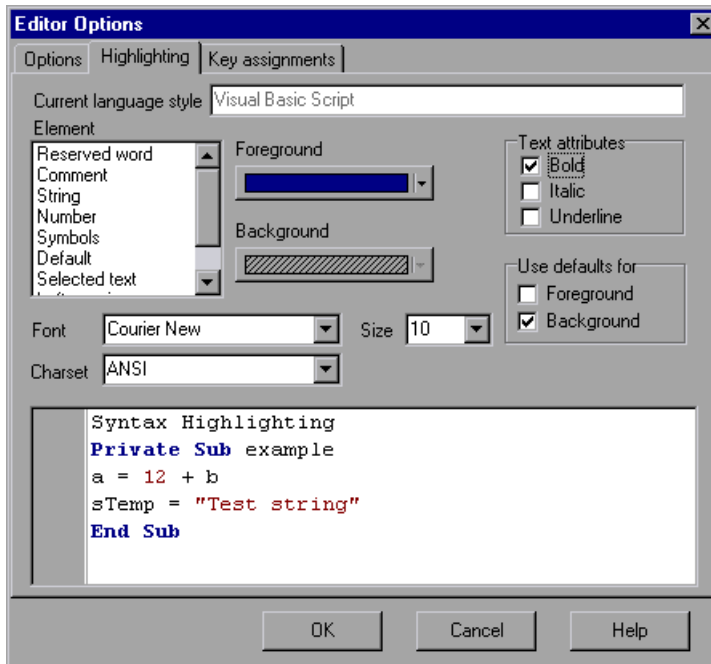 Editor Options
Options Highlighting Key assignments
Current language style Visual Basic Script
Element
Reserved word
Comment
String
Number
Symbols
Default
Selected text
Foreground
Background
Text attributes
Bold
Italic
Underline
Use defaults for
Foreground
Background
Font Courier New Size 10
Charset ANSI
Syntax Highlighting
Private Sub example
a = 12 + b
sTemp = "Test string"
End Sub
OK Cancel Help